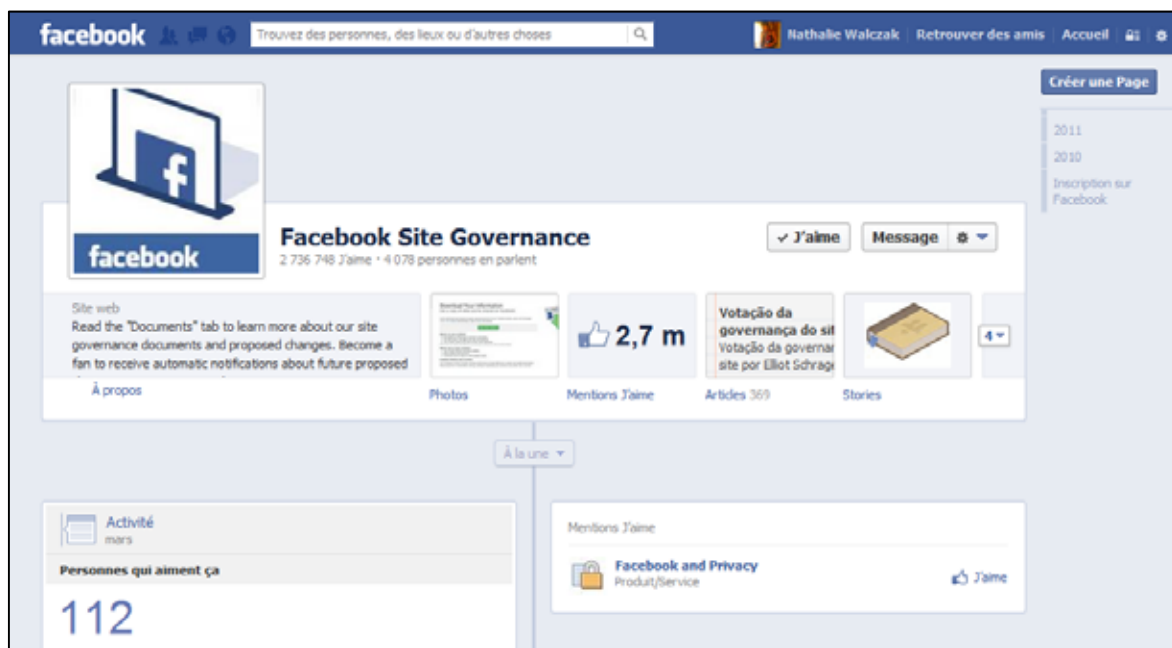 facebook
Trouvez des personnes, des lieux ou d'autres choses
Nathalie Walczak Retrouver des amis Accueil
Créer une Page
2011
2010
Inscription sur
Facebook
facebook
Facebook Site Governance
2 736 748 J'aime • 4 078 personnes en parlent
J'aime
Message
Site web
Read the "Documents" tab to learn more about our site
governance documents and proposed changes. Become a
fan to receive automatic notifications about future proposed
À propos
Download Your Information
Photos
2,7 m
Mentions J'aime
Votação da
governança do sit
Votação da governar
site por Elliot Schrage
Articles 369
Stories
4
À la une
Activité
mars
Personnes qui aiment ça
112
Mentions J'aime
Facebook and Privacy
Produit/Service
J'aime